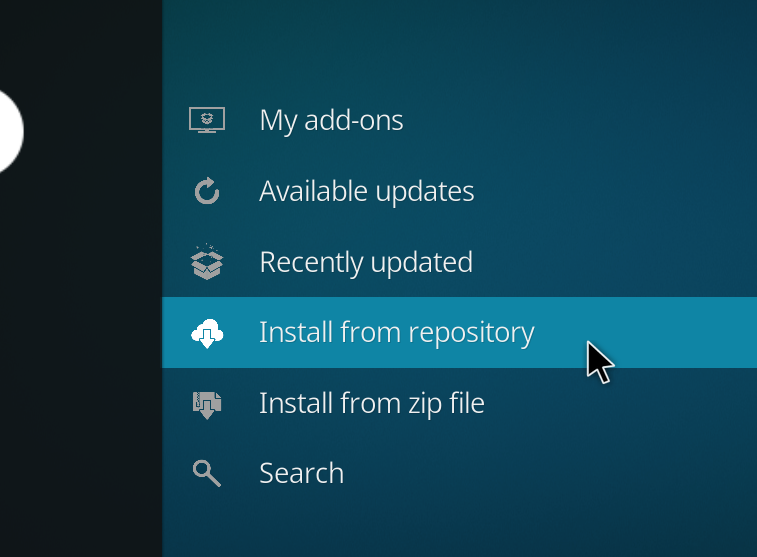 My add-ons
Available updates
Recently updated
Install from repository
Install from zip file
Search